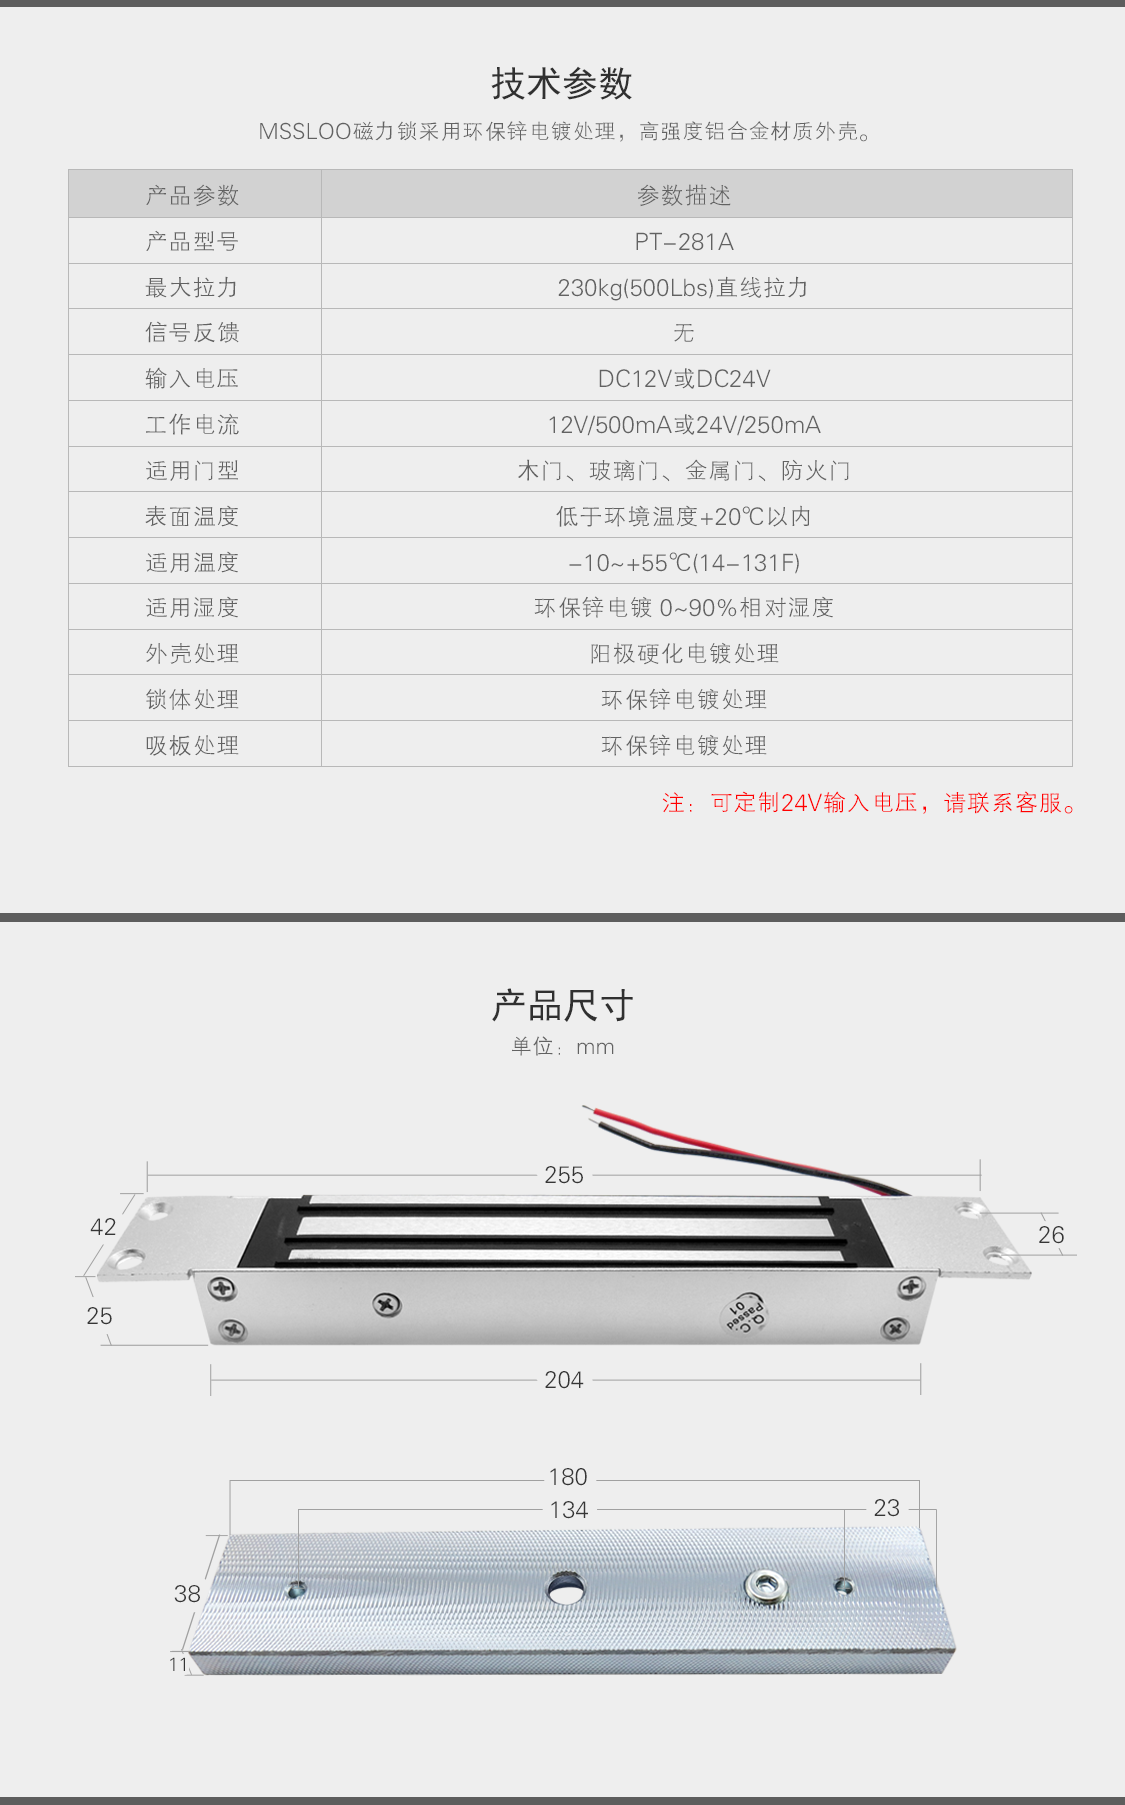 技术参数
MSSLOO磁力锁采用环保锌电镀处理，高强度铝合金材质外壳。
产品参数 参数描述
产品型号 PT-281A
最大拉力 230kg(500Lbs)直线拉力
信号反馈 无
输入电压 DC12V或DC24V
工作电流 12V/500mA或24V/250mA
适用门型 木门、玻璃门、金属门、防火门
表面温度 低于环境温度+20℃以内
适用温度 -10~+55℃(14-131F)
适用湿度 环保锌电镀 0~90%相对湿度
外壳处理 阳极硬化电镀处理
锁体处理 环保锌电镀处理
吸板处理 环保锌电镀处理
注：可定制24V输入电压，请联系客服。
产品尺寸
单位：mm
255
42
26
25
Q.C.
Passed
01
204
180
134
23
38
11